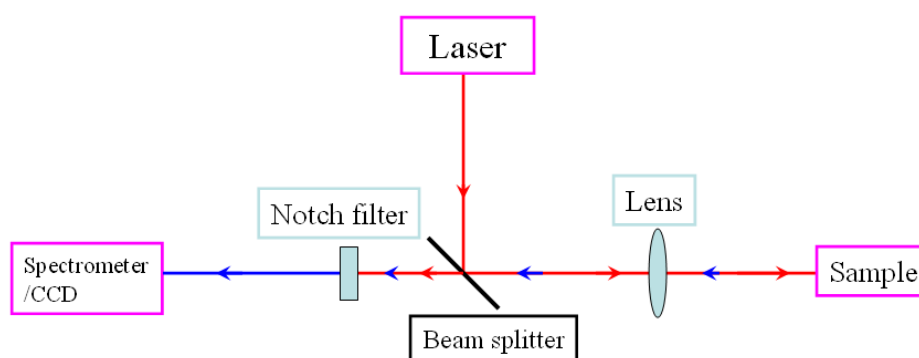 Laser
Notch filter
Lens
Spectrometer
/CCD
Sample
Beam splitter